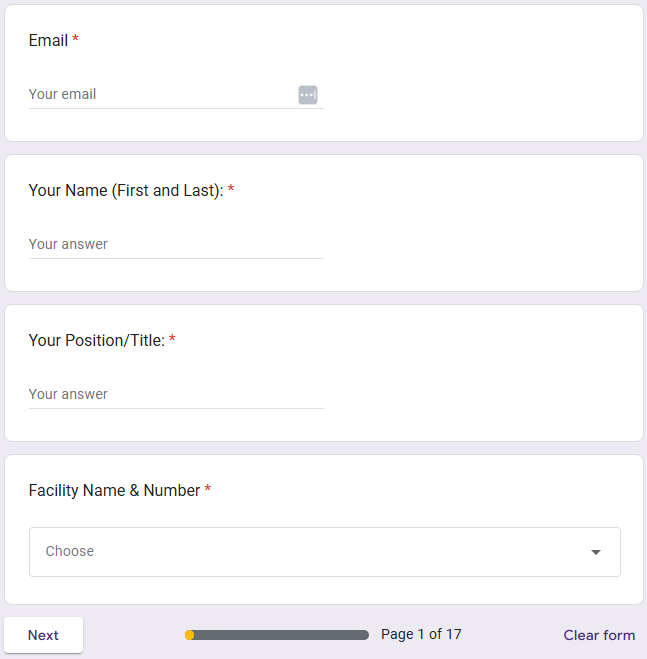 Email *
Your email
Your Name (First and Last): *
Your answer
Your Position/Title: *
Your answer
Facility Name & Number *
Choose
Next
Page 1 of 17
Clear form